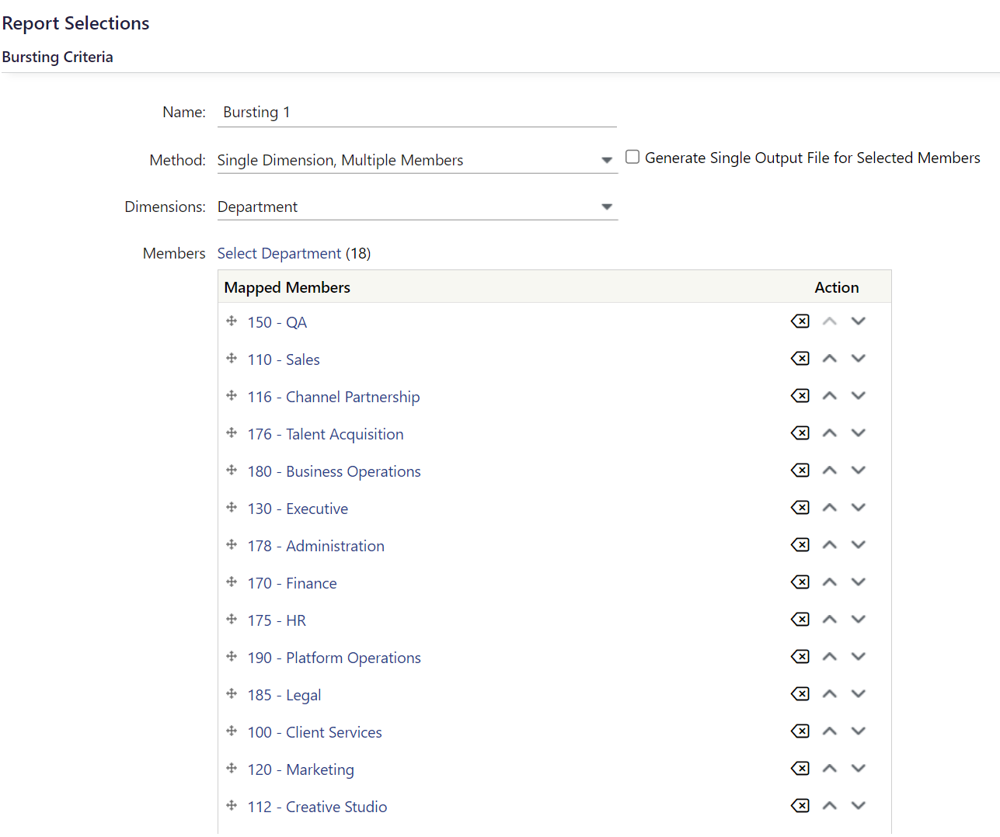 Report Selections
Bursting Criteria
Name: Bursting 1
Method: Single Dimension, Multiple Members Generate Single Output File for Selected Members
Dimensions: Department
Members Select Department (18)
Mapped Members Action
150 - QA
110 - Sales
116 - Channel Partnership
176 - Talent Acquisition
180 - Business Operations
130 - Executive
178 - Administration
170 - Finance
175 - HR
190 - Platform Operations
185 - Legal
100 - Client Services
120 - Marketing
112 - Creative Studio